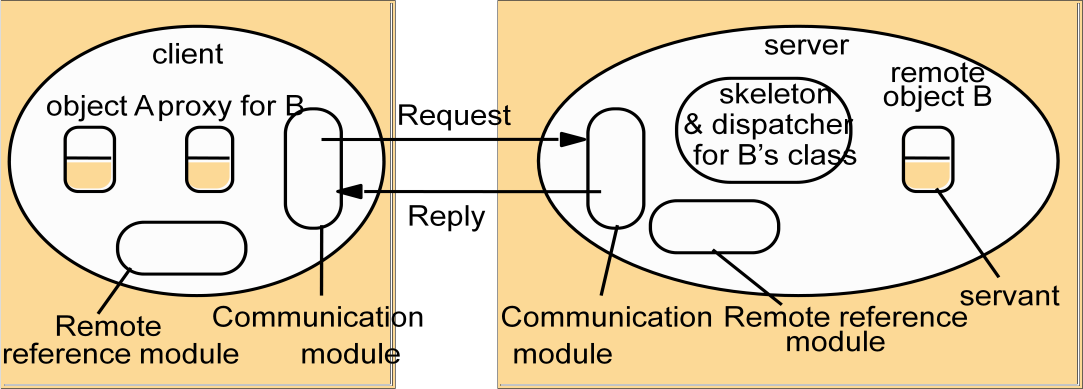 client
object A proxy for B
Remote
reference module
Communication
module
Request
Reply
server
skeleton
& dispatcher
for B's class
remote
object B
Communication
module
Remote reference
module
servant